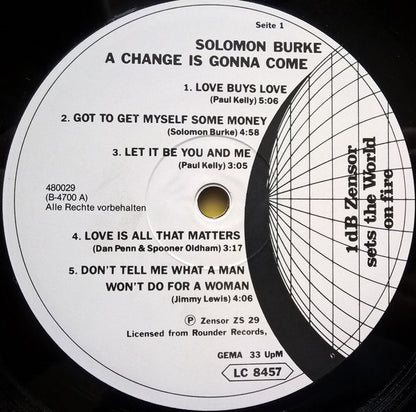 Seite 1
SOLOMON BURKE
A CHANGE IS GONNA COME
1. LOVE BUYS LOVE
(Paul Kelly) 5:06
2. GOT TO GET MYSELF SOME MONEY
(Solomon Burke) 4:58
3. LET IT BE YOU AND ME
(Paul Kelly) 3:05
480029
(B-4700 A)
Alle Rechte vorbehalten
4. LOVE IS ALL THAT MATTERS
(Dan Penn & Spooner Oldham) 3:17
5. DON'T TELL ME WHAT A MAN
WON'T DO FOR A WOMAN
(Jimmy Lewis) 4:06
Ⓟ Zensor ZS 29
Licensed from Rounder Records,
GEMA 33 UpM
LC 8457
1 dB Zensor
sets the World
on fire